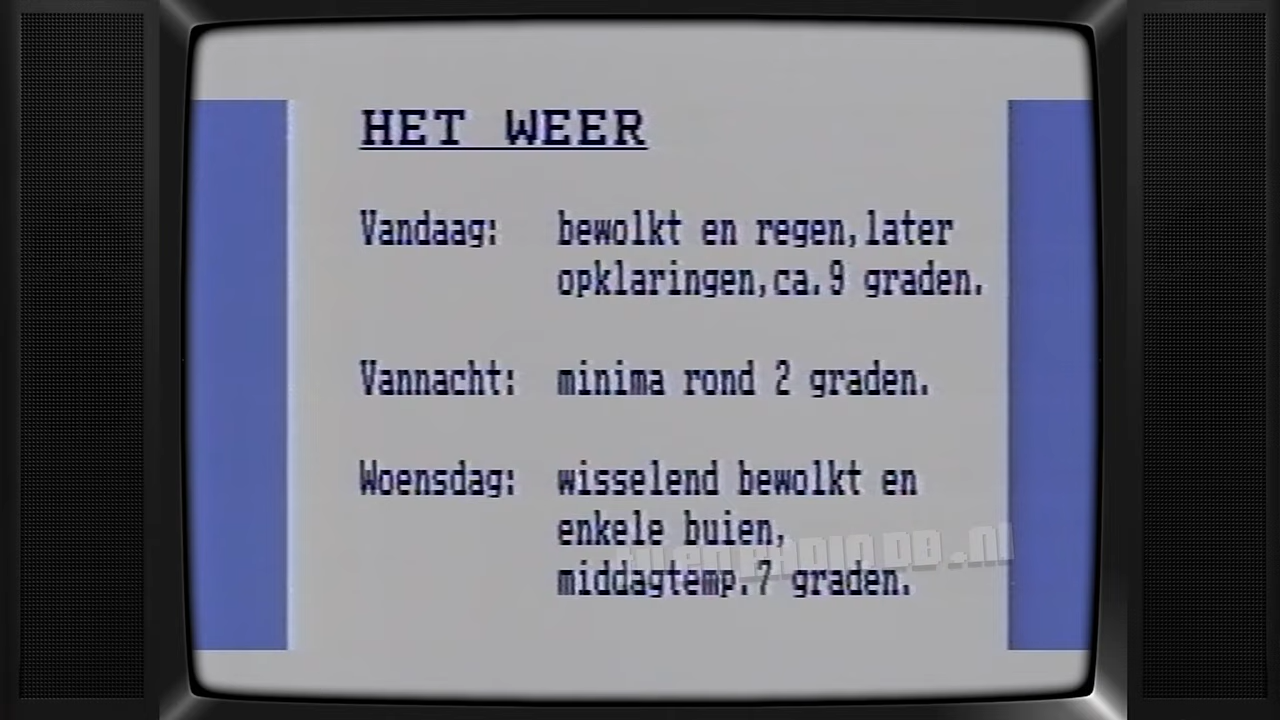 HET WEER
Vandaag: bewolkt en regen,later
opklaringen,ca.9 graden.
Vannacht: minima rond 2 graden.
Woensdag: wisselend bewolkt en
enkele buien,
middagtemp.7 graden.